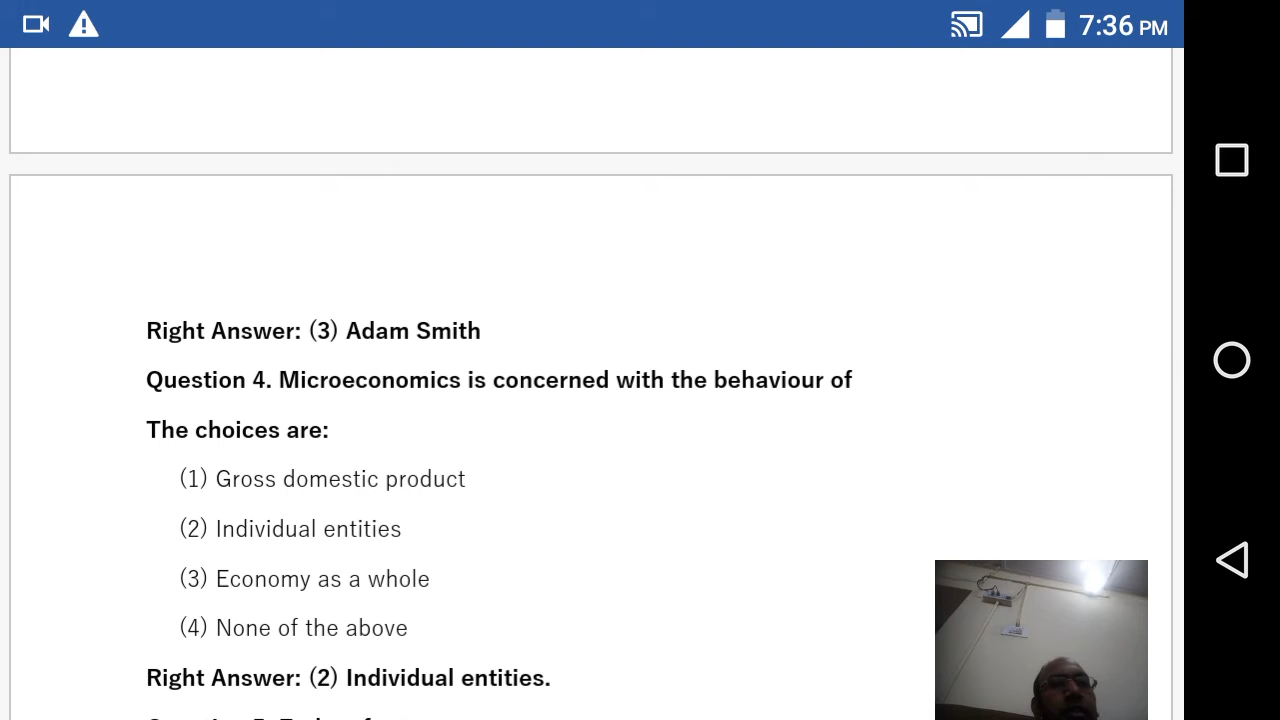 7:36 PM
Right Answer: (3) Adam Smith
Question 4. Microeconomics is concerned with the behaviour of
The choices are:
(1) Gross domestic product
(2) Individual entities
(3) Economy as a whole
(4) None of the above
Right Answer: (2) Individual entities.